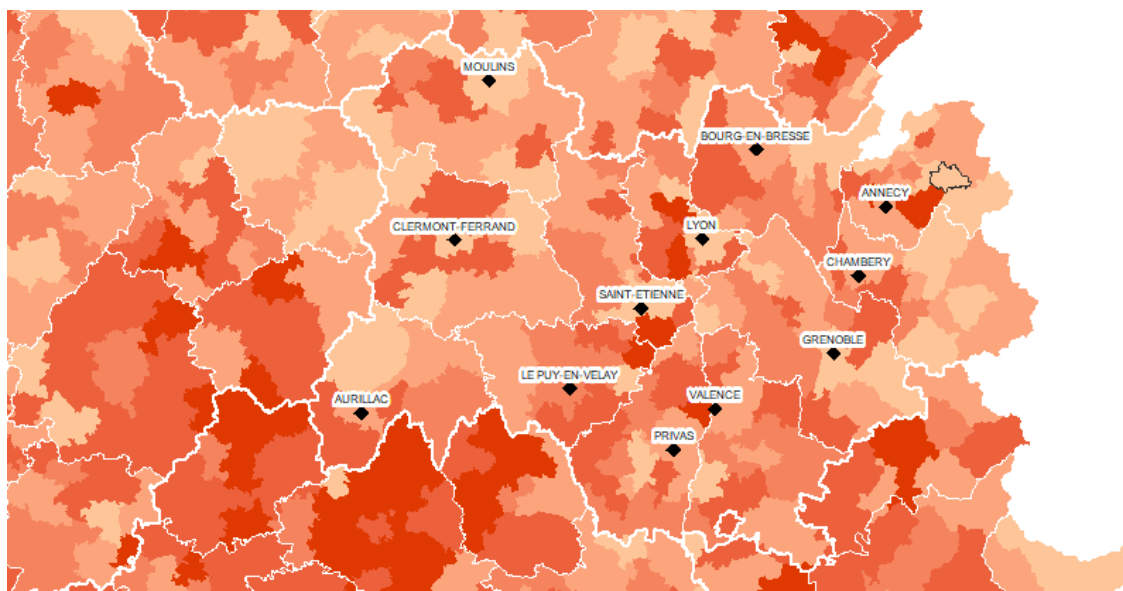 MOULINS
BOURG-EN-BRESSE
ANNECY
CLERMONT-FERRAND
LYON
CHAMBERY
SAINT-ETIENNE
GRENOBLE
LE PUY-EN-VELAY
AURILLAC
VALENCE
PRIVAS